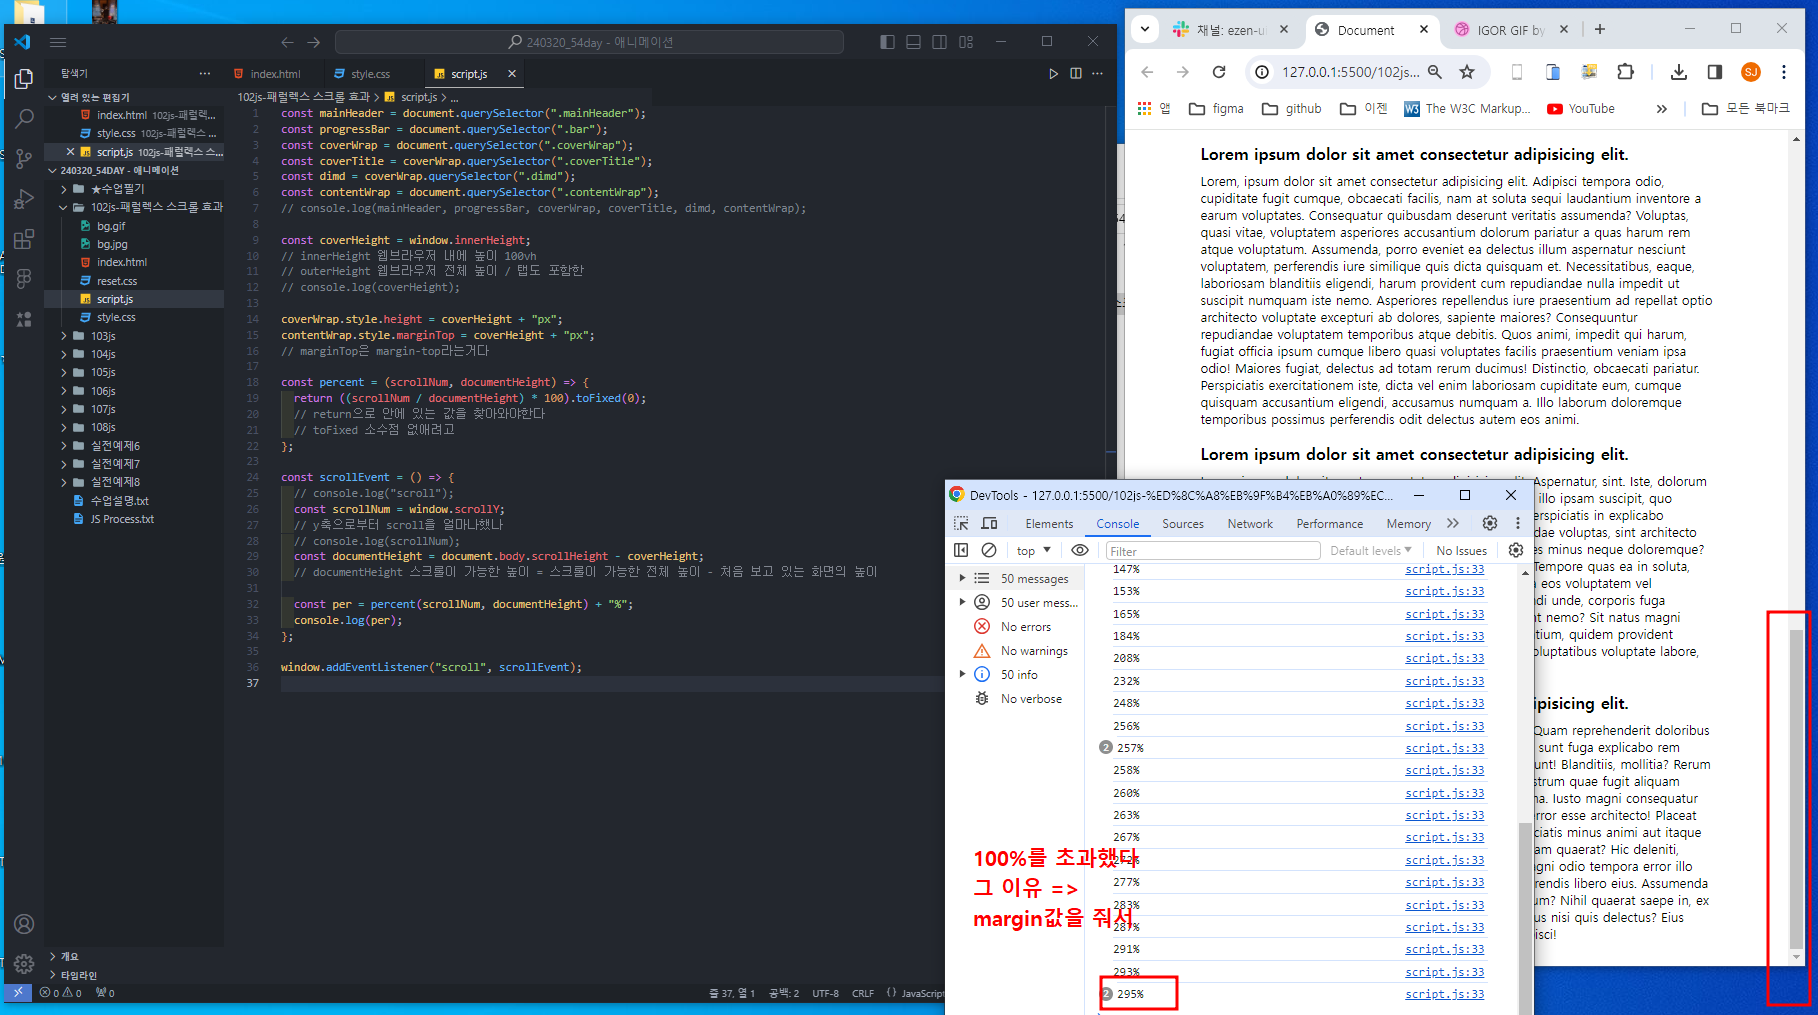 240320_54day - 애니메이션
탐색기
index.html
style.css
script.js
열려 있는 편집기
index.html 102js-패럴렉...
style.css 102js-패럴렉스 ...
script.js 102js-패럴렉스 스...
240320_54DAY - 애니메이션
★수업필기
102js-패럴렉스 스크롤 효과
bg.gif
bg.jpg
index.html
reset.css
script.js
style.css
103js
104js
105js
106js
107js
108js
실전예제6
실전예제7
실전예제8
수업설명.txt
JS Process.txt
개요
타임라인
102js-패럴렉스 스크롤 효과 > script.js > ...
1 const mainHeader = document.querySelector(".mainHeader");
2 const progressBar = document.querySelector(".bar");
3 const coverWrap = document.querySelector(".coverWrap");
4 const coverTitle = coverWrap.querySelector(".coverTitle");
5 const dimd = coverWrap.querySelector(".dimd");
6 const contentWrap = document.querySelector(".contentWrap");
7 // console.log(mainHeader, progressBar, coverWrap, coverTitle, dimd, contentWrap);
8
9 const coverHeight = window.innerHeight;
10 // innerHeight 웹브라우저 내에 높이 100vh
11 // outerHeight 웹브라우저 전체 높이 / 탭도 포함한
12 // console.log(coverHeight);
13
14 coverWrap.style.height = coverHeight + "px";
15 contentWrap.style.marginTop = coverHeight + "px";
16 // marginTop은 margin-top라는거다
17
18 const percent = (scrollNum, documentHeight) => {
19 return ((scrollNum / documentHeight) * 100).toFixed(0);
20 // return으로 안에 있는 값을 찾아와야한다
21 // toFixed 소수점 없애려고
22 };
23
24 const scrollEvent = () => {
25 // console.log("scroll");
26 const scrollNum = window.scrollY;
27 // y축으로부터 scroll을 얼마나했나
28 // console.log(scrollNum);
29 const documentHeight = document.body.scrollHeight - coverHeight;
30 // documentHeight 스크롤이 가능한 높이 = 스크롤이 가능한 전체 높이 - 처음 보고 있는 화면의 높이
31
32 const per = percent(scrollNum, documentHeight) + "%";
33 console.log(per);
34 };
35
36 window.addEventListener("scroll", scrollEvent);
37
0 0 0
줄 37, 열 1 공백: 2 UTF-8 CRLF {} JavaScript
채널: ezen-u
Document
IGOR GIF by
127.0.0.1:5500/102js...
SJ
앱
figma
github
이젠
The W3C Markup...
YouTube
모든 북마크
Lorem ipsum dolor sit amet consectetur adipisicing elit.
Lorem, ipsum dolor sit amet consectetur adipisicing elit. Adipisci tempora odio,
cupiditate fugit cumque, obcaecati facilis, nam at soluta sequi laudantium inventore a
earum voluptates. Consequatur quibusdam deserunt veritatis assumenda? Voluptas,
quasi vitae, voluptatem asperiores accusantium dolorum pariatur a quas harum rem
atque voluptatum. Assumenda, porro eveniet ea delectus illum aspernatur nesciunt
voluptatem, perferendis iure similique quis dicta quisquam et. Necessitatibus, eaque,
laboriosam blanditiis eligendi, harum provident cum repudiandae nulla impedit ut
suscipit numquam iste nemo. Asperiores repellendus iure praesentium ad repellat optio
architecto voluptate excepturi ab dolores, sapiente maiores? Consequuntur
repudiandae voluptatem temporibus atque debitis. Quos animi, impedit qui harum,
fugiat officia ipsum cumque libero quasi voluptates facilis praesentium veniam ipsa
odio! Maiores fugiat, delectus ad totam rerum ducimus! Distinctio, obcaecati pariatur.
Perspiciatis exercitationem iste, dicta vel enim laboriosam cupiditate eum, cumque
quisquam accusantium eligendi, accusamus numquam a. Illo laborum doloremque
temporibus possimus perferendis odit delectus autem eos animi.
Lorem ipsum dolor sit amet consectetur adipisicing elit.
Aspernatur, sint. Iste, dolorum
illo ipsam suscipit, quo
erspiciatis in explicabo
dae voluptas, sint architecto
es minus neque doloremque?
Tempore quas ea in soluta,
eos voluptatem vel
di unde, corporis fuga
t nemo? Sit natus magni
tium, quidem provident
oluptatibus voluptate labore,
ipisicing elit.
Quam reprehenderit doloribus
sunt fuga explicabo rem
unt! Blanditiis, mollitia? Rerum
strum quae fugit aliquam
na. Iusto magni consequatur
error esse architecto! Placeat
ciatis minus animi aut itaque
am quaerat? Hic deleniti,
gni odio tempora error illo
rendis libero eius. Assumenda
um? Nihil quaerat saepe in, ex
us nisi quis delectus? Eius
isci!
DevTools - 127.0.0.1:5500/102js-%ED%8C%A8%EB%9F%B4%EB%A0%89%EC...
Elements Console Sources Network Performance Memory
top Filter Default levels No Issues
50 messages
50 user mess...
No errors
No warnings
50 info
No verbose
147% script.js:33
153% script.js:33
165% script.js:33
184% script.js:33
208% script.js:33
232% script.js:33
248% script.js:33
256% script.js:33
2 257% script.js:33
258% script.js:33
260% script.js:33
263% script.js:33
267% script.js:33
272% script.js:33
277% script.js:33
283% script.js:33
287% script.js:33
291% script.js:33
293% script.js:33
2 295% script.js:33
100%를 초과했다
그 이유 =>
margin값을 줘서